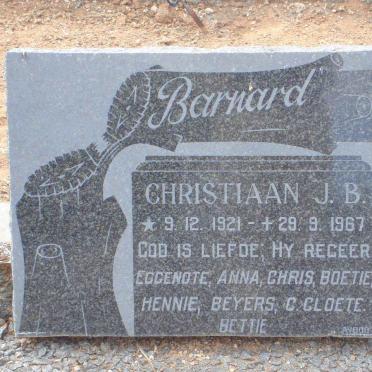 Barnard
CHRISTIAAN J. B.
★ 9. 12. 1921 - ✝ 29. 9. 1967
GOD IS LIEFDE, HY REGEER
EGGENOTE, ANNA, CHRIS, BOETIE
HENNIE, BEYERS, C. CLOETE
BETTIE